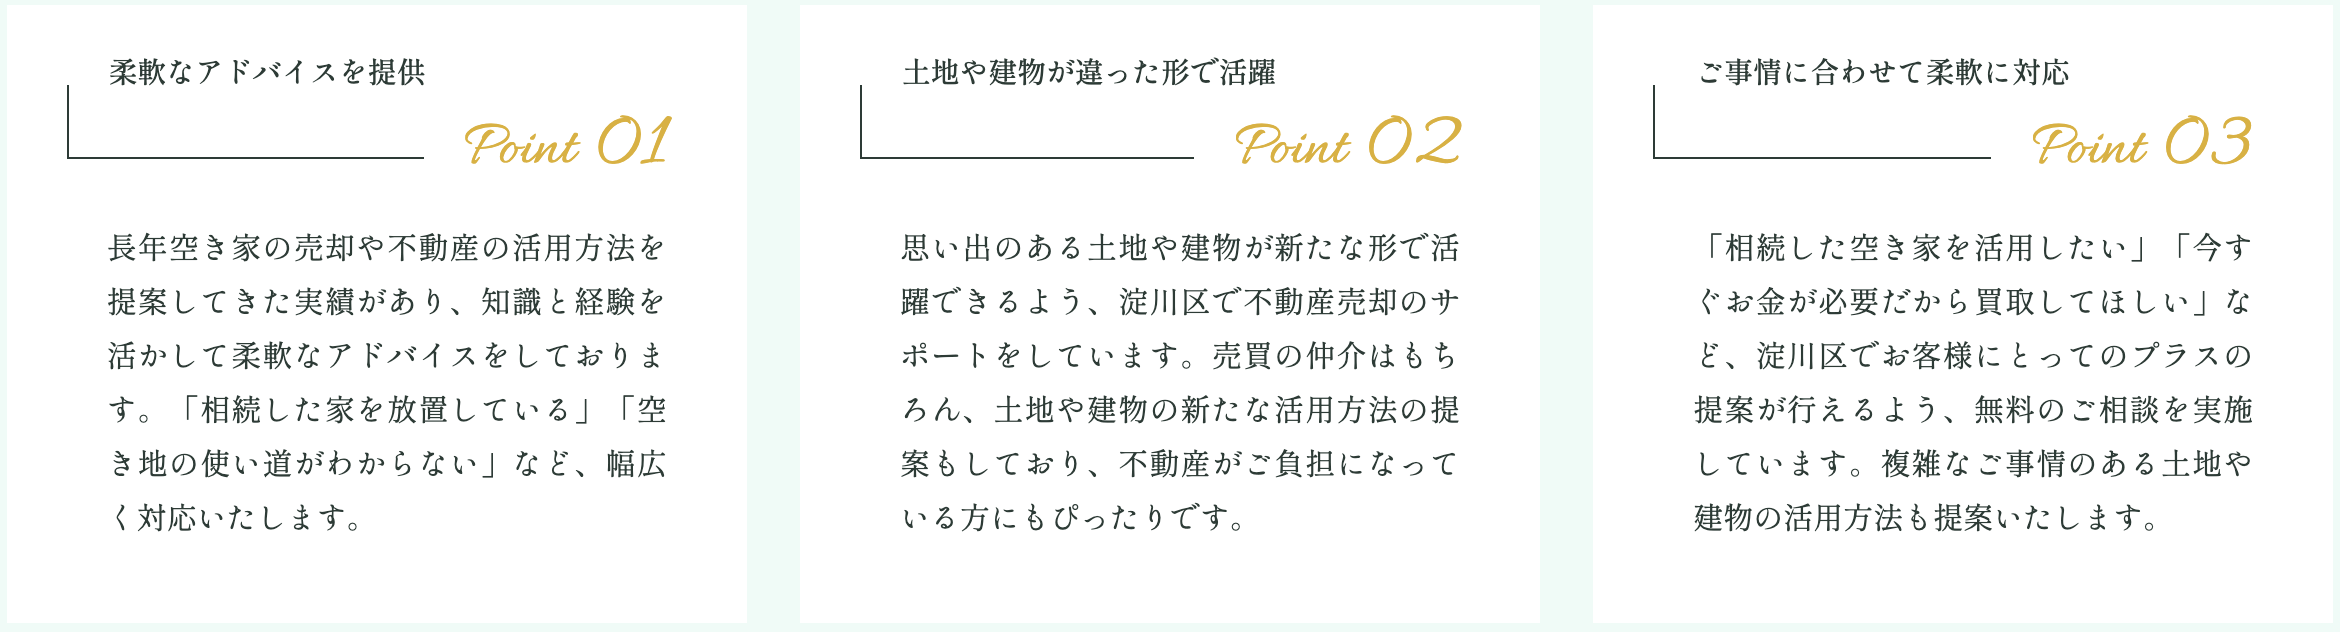 柔軟なアドバイスを提供
Point 01
長年空き家の売却や不動産の活用方法を
提案してきた実績があり、知識と経験を
活かして柔軟なアドバイスをしておりま
す。「相続した家を放置している」「空
き地の使い道がわからない」など、幅広
く対応いたします。
土地や建物が違った形で活躍
Point 02
思い出のある土地や建物が新たな形で活
躍できるよう、淀川区で不動産売却のサ
ポートをしています。売買の仲介はもち
ろん、土地や建物の新たな活用方法の提
案もしており、不動産がご負担になって
いる方にもぴったりです。
ご事情に合わせて柔軟に対応
Point 03
「相続した空き家を活用したい」「今す
ぐお金が必要だから買取してほしい」な
ど、淀川区でお客様にとってのプラスの
提案が行えるよう、無料のご相談を実施
しています。複雑なご事情のある土地や
建物の活用方法も提案いたします。